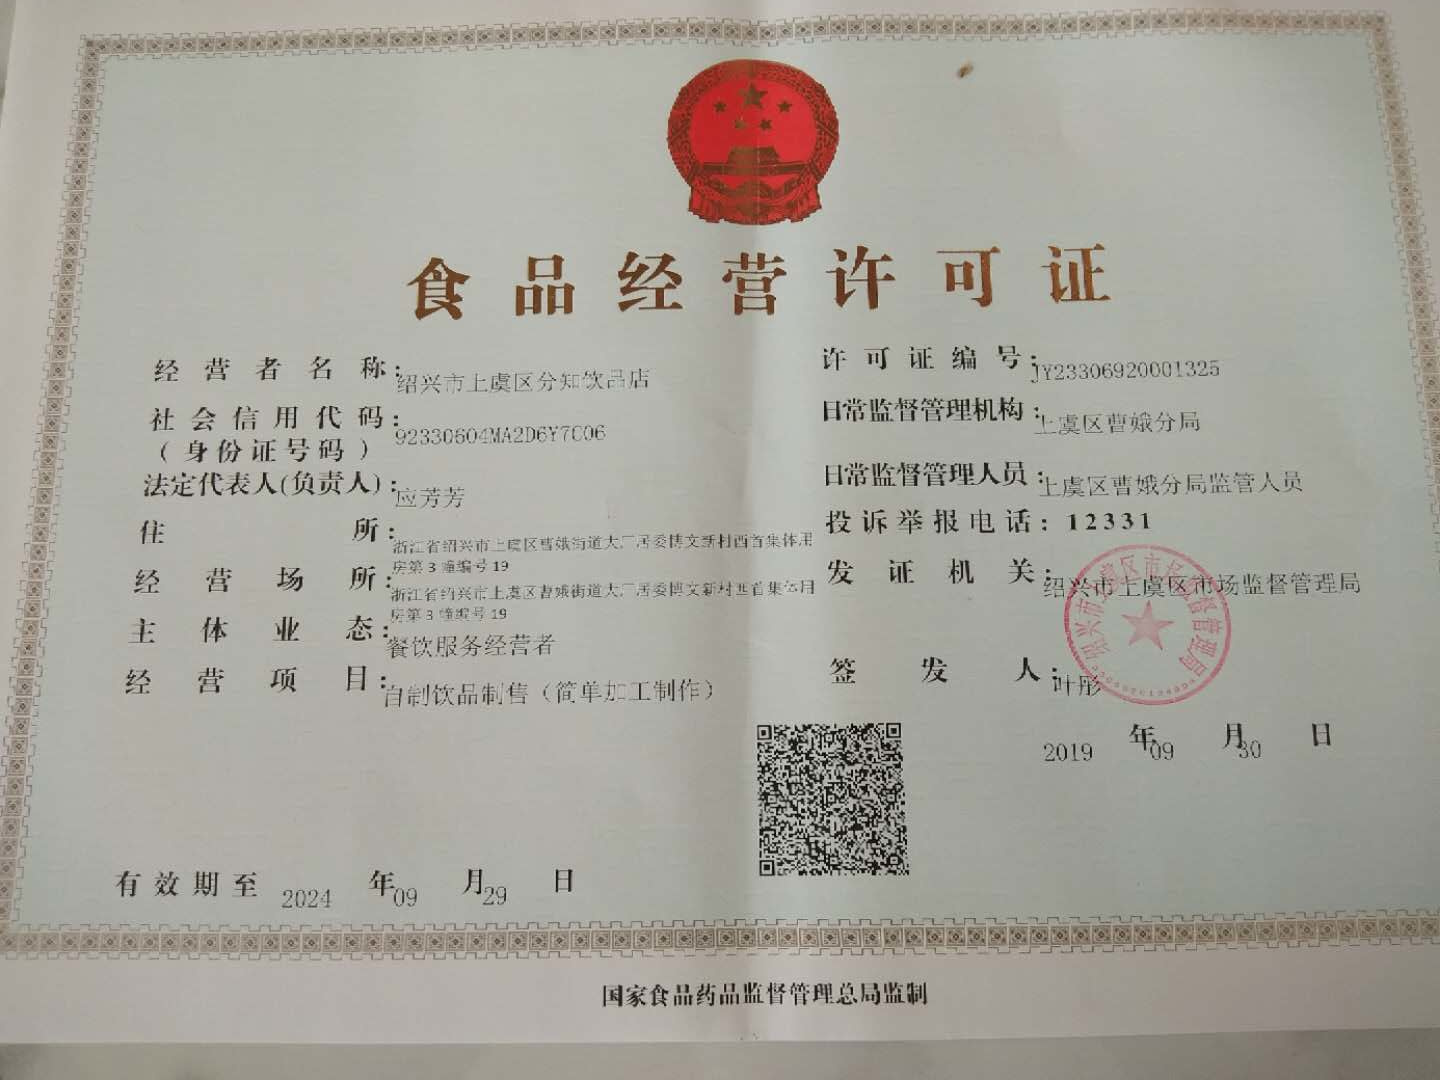 食品经营许可证
经营者名称：绍兴市上虞区分知饮品店
社会信用代码：92330604MA2D6Y7C06
（身份证号码）
法定代表人(负责人)：应芳芳
住所：浙江省绍兴市上虞区曹娥街道大厂居委博文新村西首集体用
房第3幢编号19
经营场所：浙江省绍兴市上虞区曹娥街道大厂居委博文新村西首集体用
房第3幢编号19
主体业态：餐饮服务经营者
经营项目：自制饮品制售（简单加工制作）
许可证编号：JY23306920001325
日常监督管理机构：上虞区曹娥分局
日常监督管理人员：上虞区曹娥分局监管人员
投诉举报电话：12331
发证机关：绍兴市上虞区市场监督管理局
绍兴市上虞区市场监督管理局
签发人：叶彤
2019年09月30日
有效期至2024年09月29日
国家食品药品监督管理总局监制